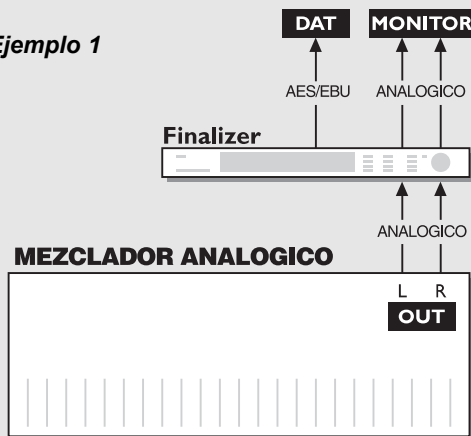 DAT MONITOR
Ejemplo 1
AES/EBU ANALOGICO
Finalizer
ANALOGICO
MEZCLADOR ANALOGICO
L R
OUT